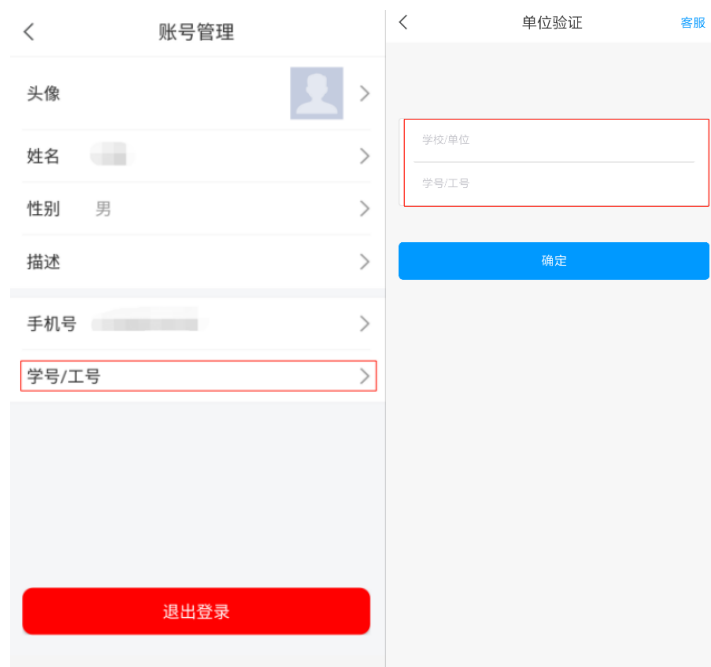 账号管理
头像
姓名
性别 男
描述
手机号
学号/工号
退出登录
单位验证 客服
学校/单位
学号/工号
确定